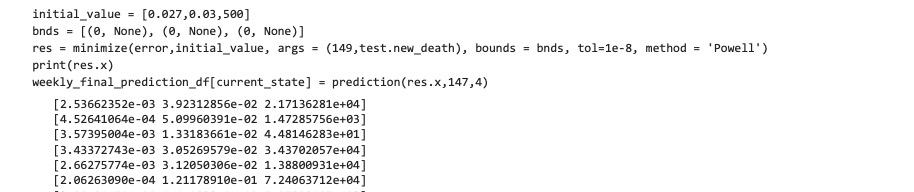 initial_value = [0.027,0.03,500]
bnds = [(0, None), (0, None), (0, None)]
res = minimize(error,initial_value, args = (149,test.new_death), bounds = bnds, tol=1e-8, method = 'Powell')
print(res.x)
weekly_final_prediction_df[current_state] = prediction(res.x,147,4)
[2.53662352e-03 3.92312856e-02 2.17136281e+04]
[4.52641064e-04 5.09960391e-02 1.47285756e+03]
[3.57395004e-03 1.33183661e-02 4.48146283e+01]
[3.43372743e-03 3.05269579e-02 3.43702057e+04]
[2.66275774e-03 3.12050306e-02 1.38800931e+04]
[2.06263090e-04 1.21178910e-01 7.24063712e+04]